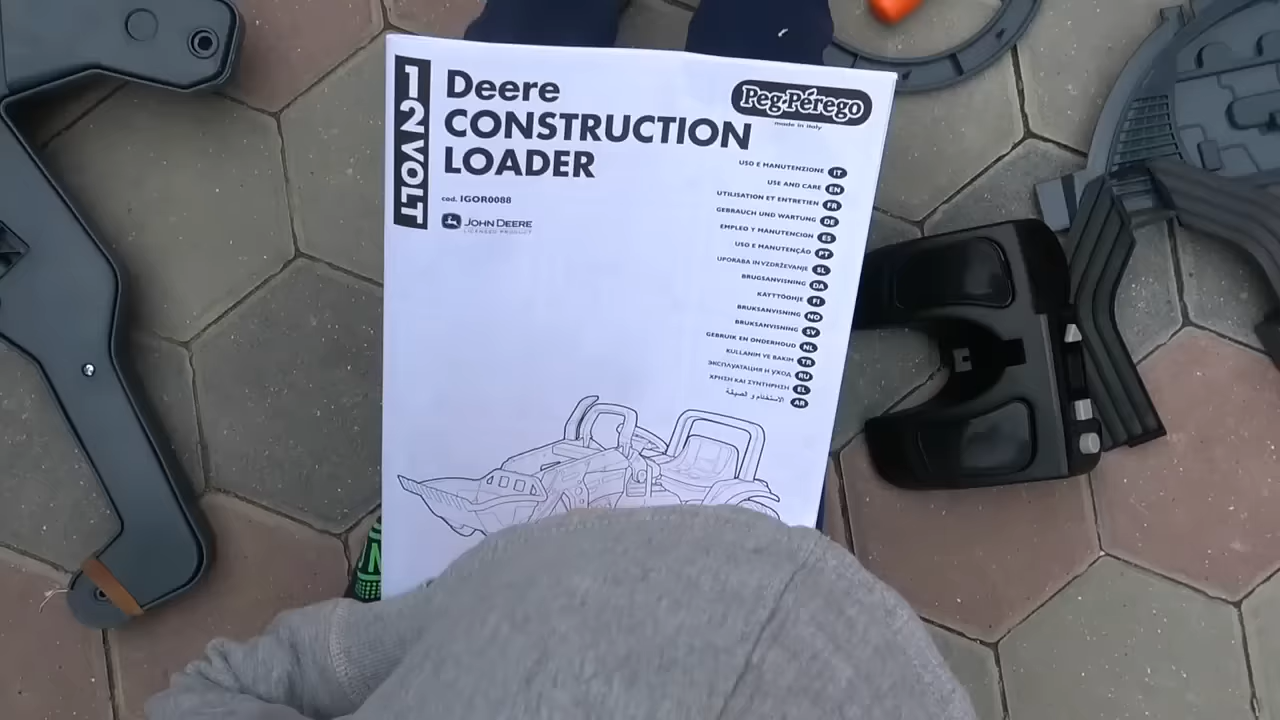 12 VOLT
Deere
CONSTRUCTION
LOADER
cod. IGOR0088
JOHN DEERE
LICENSED PRODUCT
Peg-Pérego
made in italy
USO E MANUTENZIONE IT
USE AND CARE EN
UTILISATION ET ENTRETIEN FR
GEBRAUCH UND WARTUNG DE
EMPLEO Y MANUTENCION ES
USO E MANUTENÇÃO PT
UPORABA IN VZDRŽEVANJE SL
BRUGSANVISNING DA
KÄYTTÖOHJE FI
BRUKSANVISNING NO
BRUKSANVISNING SV
GEBRUIK EN ONDERHOUD NL
KULLANIM VE BAKIM TR
ЭКСПЛУАТАЦИЯ И УХОД RU
ΧΡΗΣΗ ΚΑΙ ΣΥΝΤΗΡΗΣΗ EL
الاستخدام و الصيانة AR